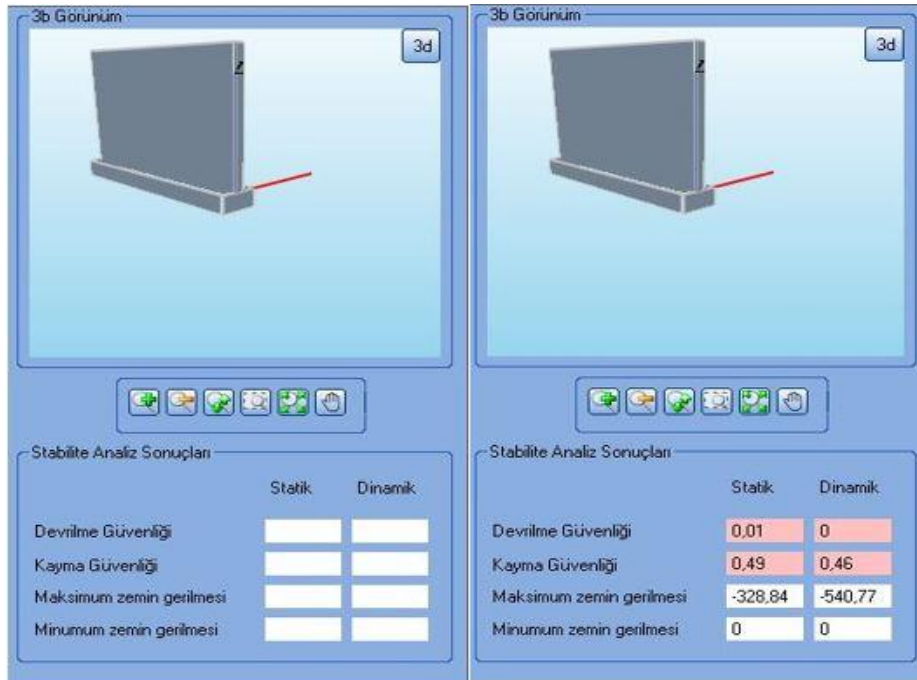 3b Görünüm
3d
z
Stabilite Analiz Sonuçları
Statik Dinamik
Devrilme Güvenliği
Kayma Güvenliği
Maksimum zemin gerilmesi
Minumum zemin gerilmesi
3b Görünüm
3d
z
Stabilite Analiz Sonuçları
Statik Dinamik
Devrilme Güvenliği 0,01 0
Kayma Güvenliği 0,49 0,46
Maksimum zemin gerilmesi -328,84 -540,77
Minumum zemin gerilmesi 0 0